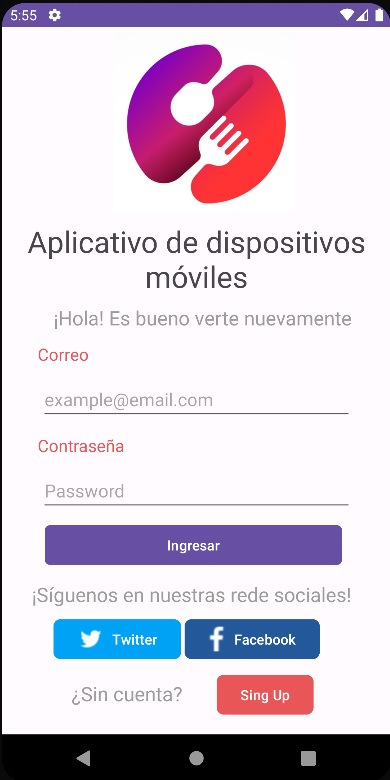 5:55
Aplicativo de dispositivos
móviles
¡Hola! Es bueno verte nuevamente
Correo
example@email.com
Contraseña
Password
Ingresar
¡Síguenos en nuestras rede sociales!
Twitter Facebook
¿Sin cuenta? Sing Up